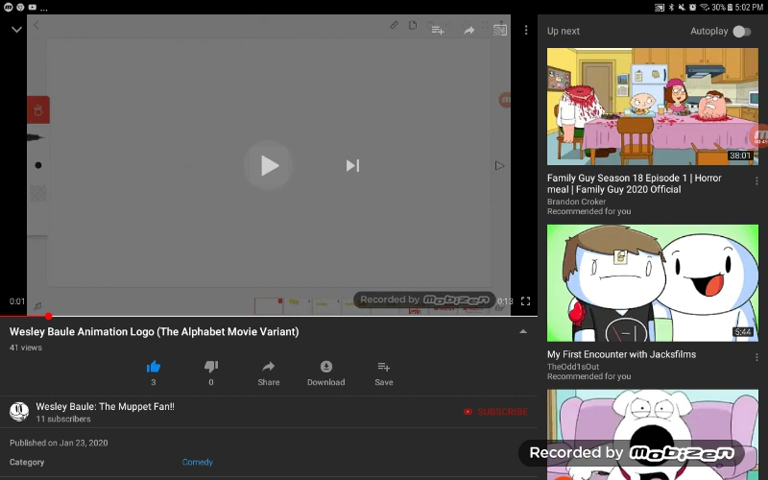 30% 5:02 PM
Up next
Autoplay
38:01
Family Guy Season 18 Episode 1 | Horror
meal | Family Guy 2020 Official
Brandon Croker
Recommended for you
0:01
Recorded by mobizen
0:13
Wesley Baule Animation Logo (The Alphabet Movie Variant)
41 views
3
0
Share
Download
Save
5:44
My First Encounter with Jacksfilms
TheOdd1sOut
Recommended for you
Wesley Baule: The Muppet Fan!!
11 subscribers
SUBSCRIBE
Published on Jan 23, 2020
Category
Comedy
Recorded by mobizen